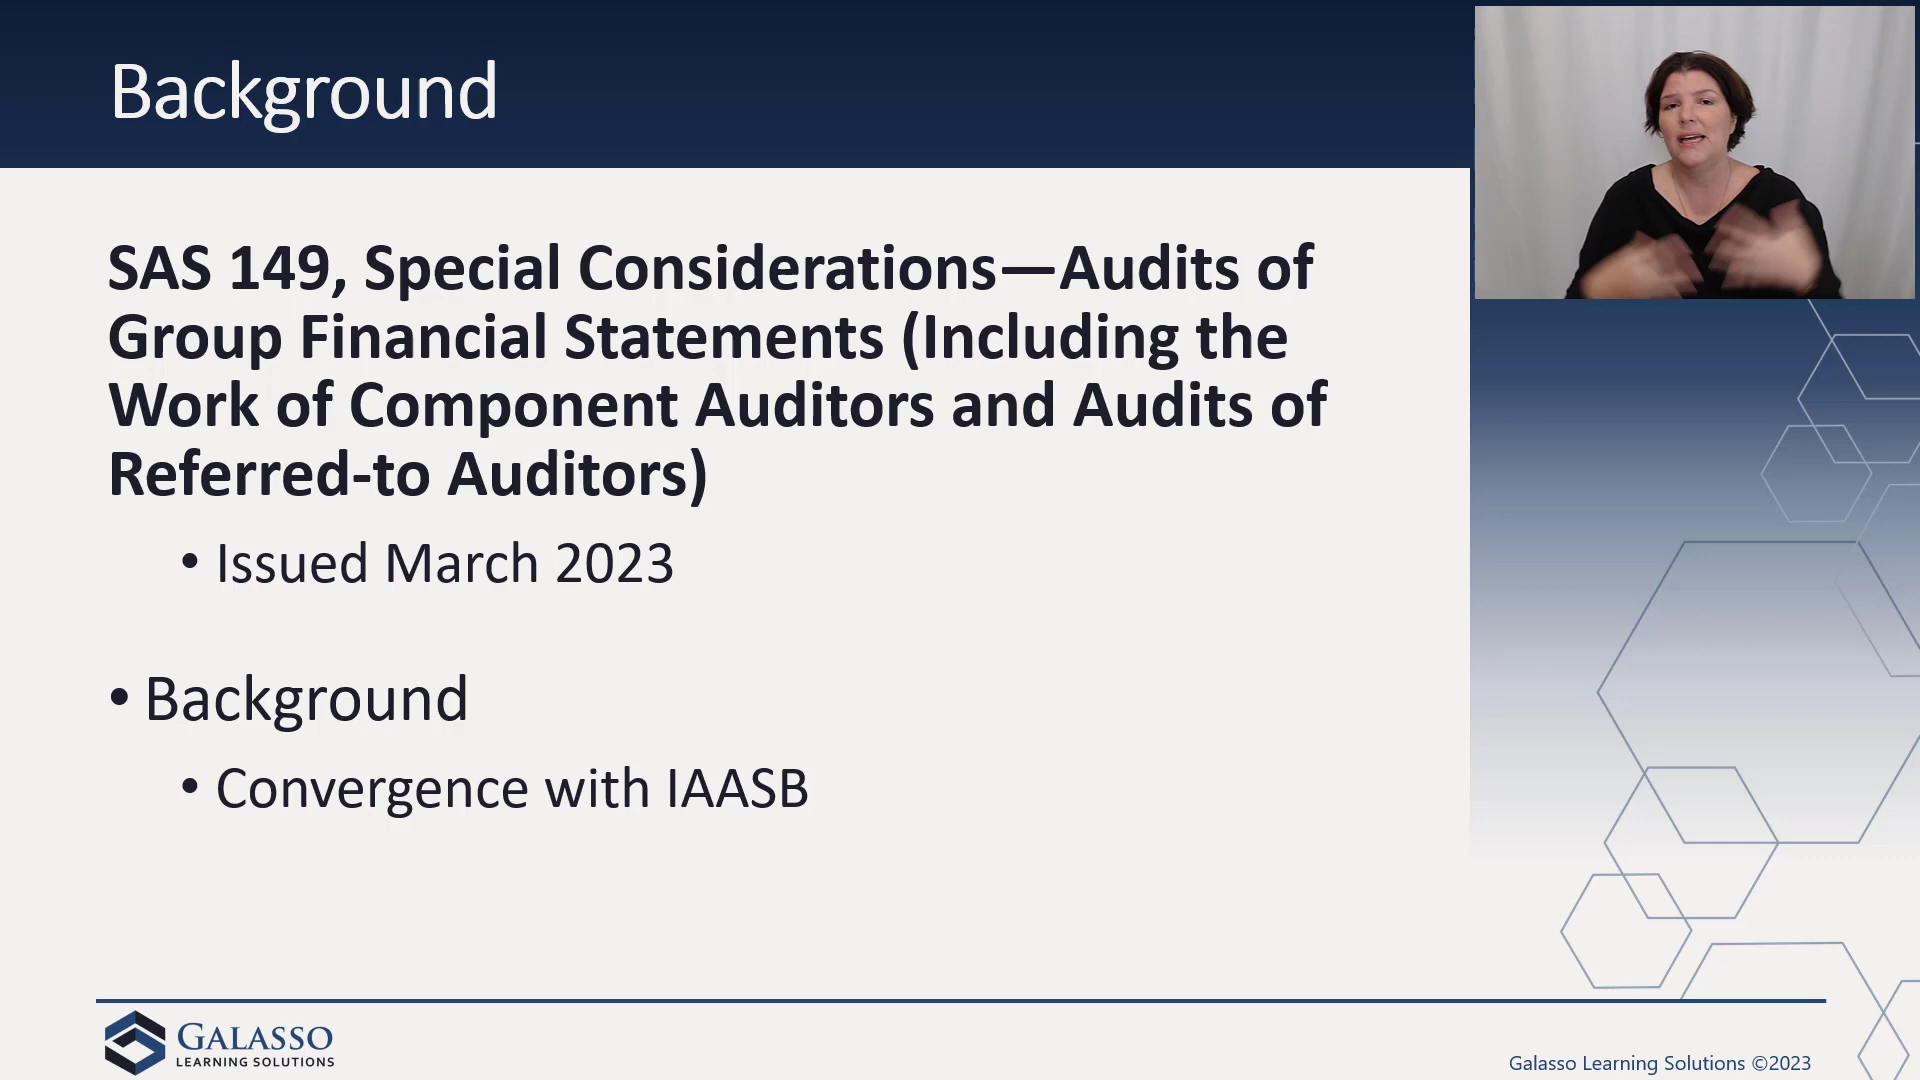 Background
SAS 149, Special Considerations—Audits of
Group Financial Statements (Including the
Work of Component Auditors and Audits of
Referred-to Auditors)
• Issued March 2023
• Background
• Convergence with IAASB
GALASSO
LEARNING SOLUTIONS
Galasso Learning Solutions ©2023